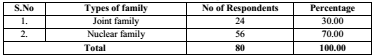 S.No Types of family No of Respondents Percentage
1. Joint family 24 30.00
2. Nuclear family 56 70.00
Total 80 100.00